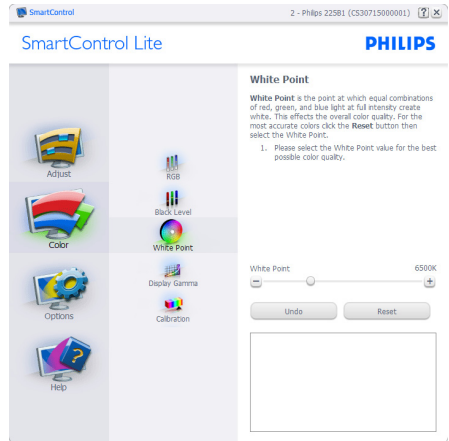 SmartControl
2 - Philips 225B1 (CS30715000001)
SmartControl Lite
PHILIPS
Adjust
Color
Options
Help
RGB
Black Level
White Point
Display Gamma
Calibration
White Point
White Point is the point at which equal combinations
of red, green, and blue light at full intensity create
white. This effects the overall color quality. For the
most accurate colors click the Reset button then
select the White Point.
1. Please select the White Point value for the best
possible color quality.
White Point 6500K
Undo Reset